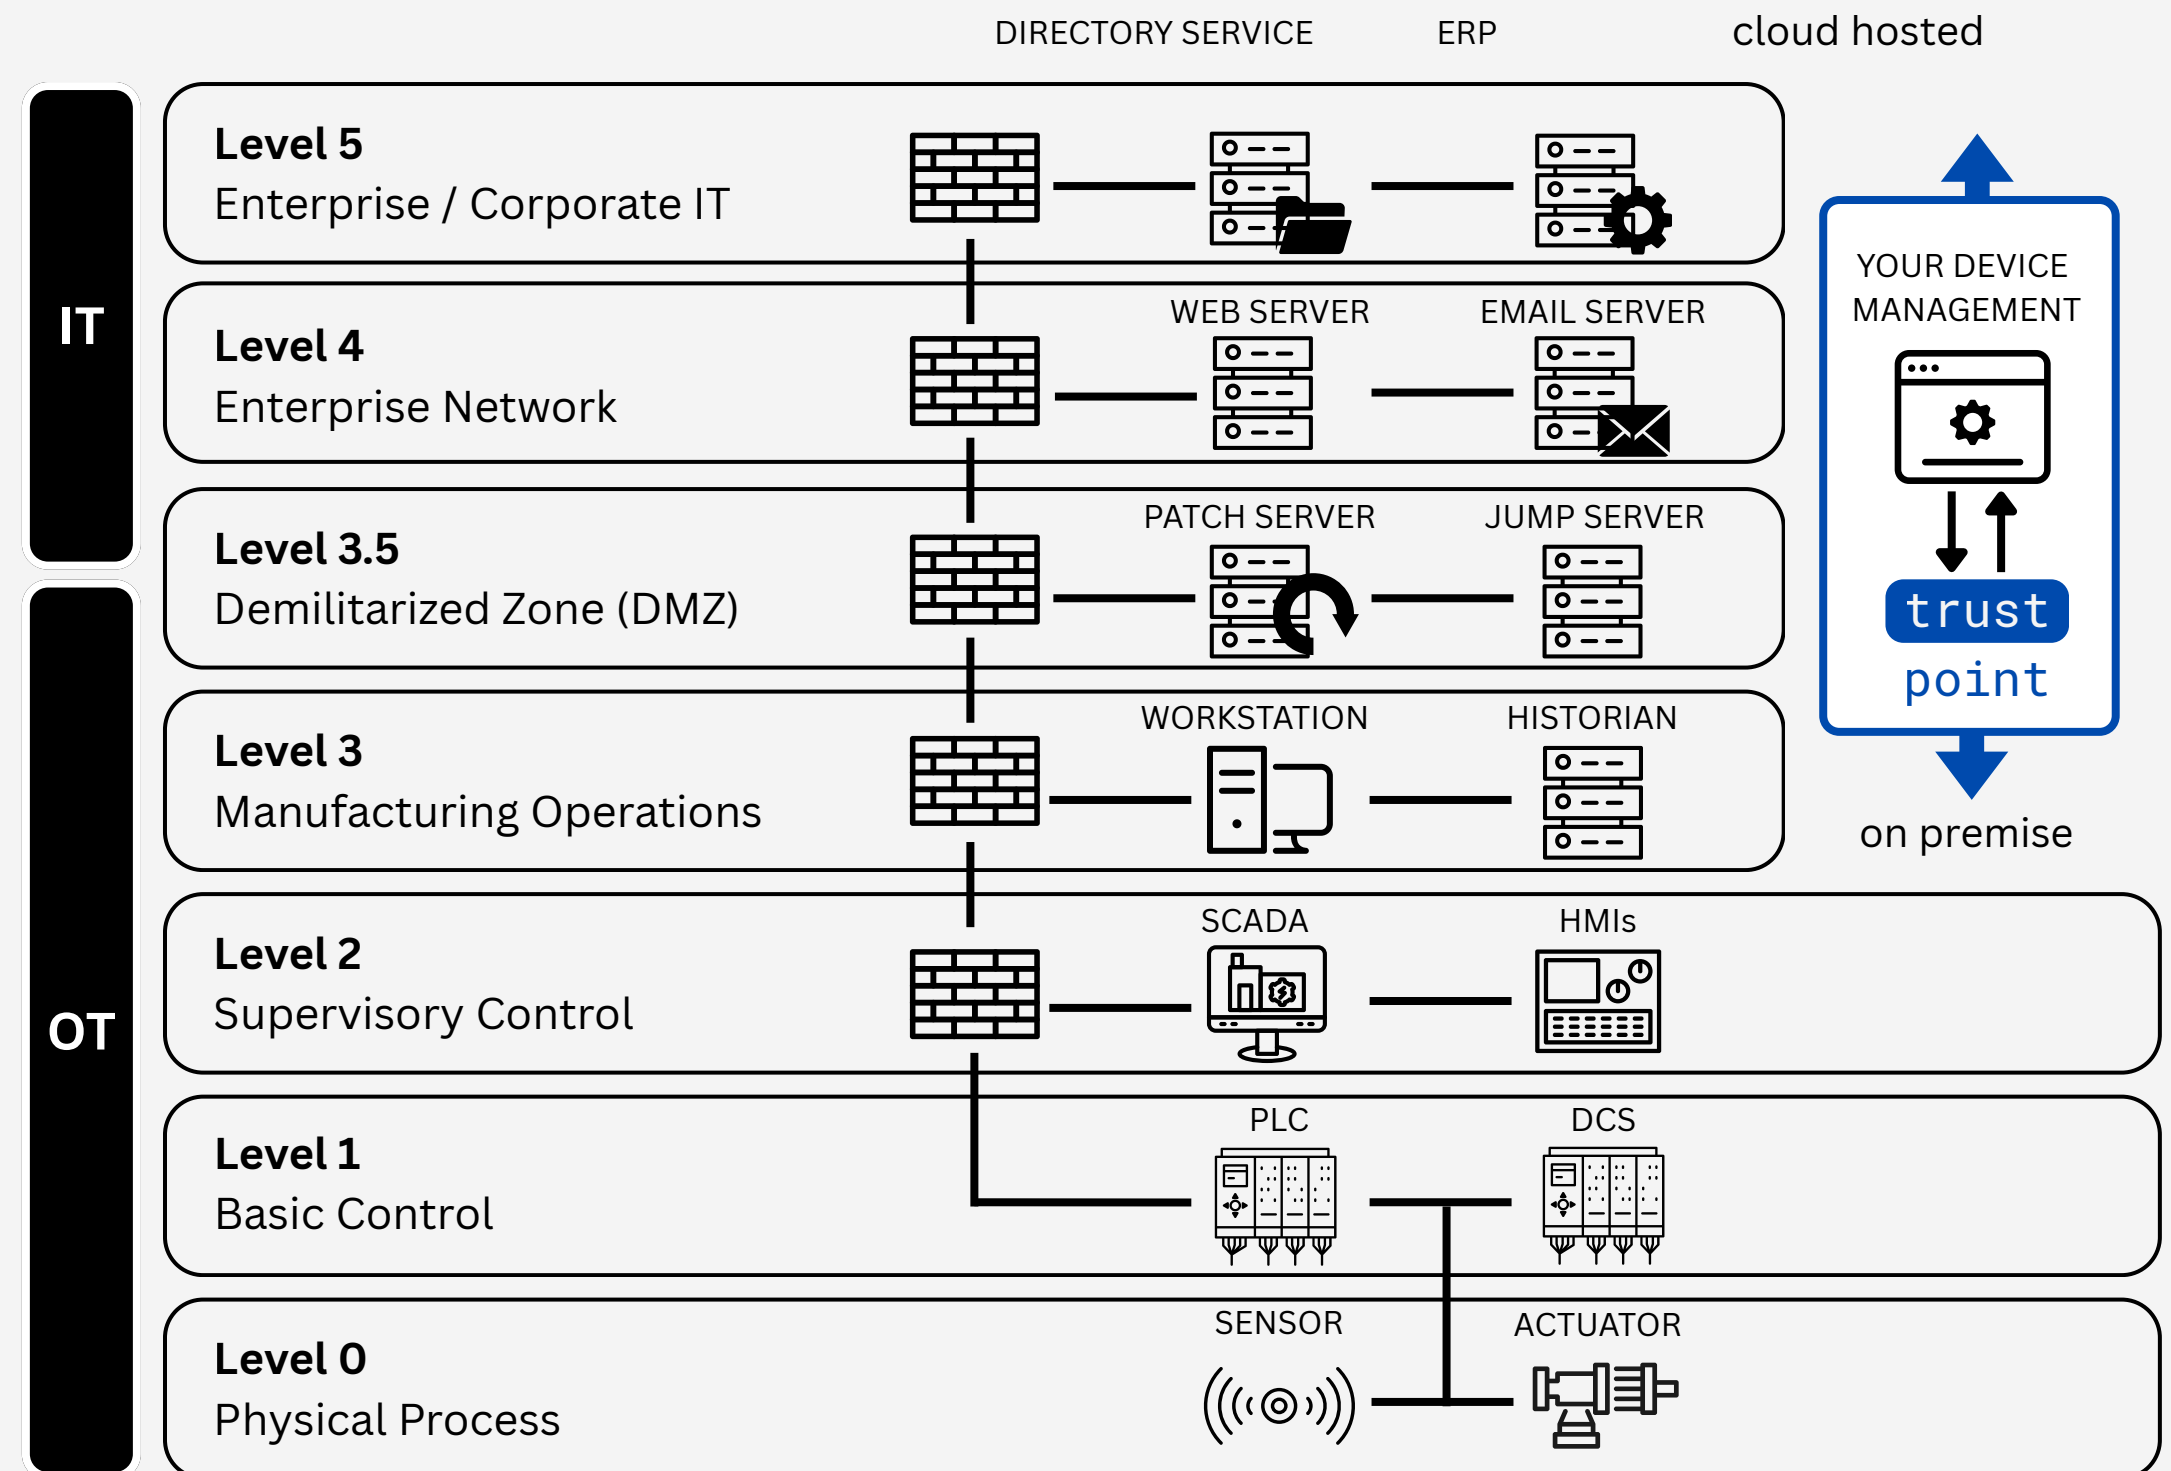 DIRECTORY SERVICE
ERP
cloud hosted
IT
Level 5
Enterprise / Corporate IT
Level 4
Enterprise Network
WEB SERVER
EMAIL SERVER
YOUR DEVICE
MANAGEMENT
trust
point
on premise
Level 3.5
Demilitarized Zone (DMZ)
PATCH SERVER
JUMP SERVER
OT
Level 3
Manufacturing Operations
WORKSTATION
HISTORIAN
Level 2
Supervisory Control
SCADA
HMIs
Level 1
Basic Control
PLC
DCS
Level 0
Physical Process
SENSOR
ACTUATOR